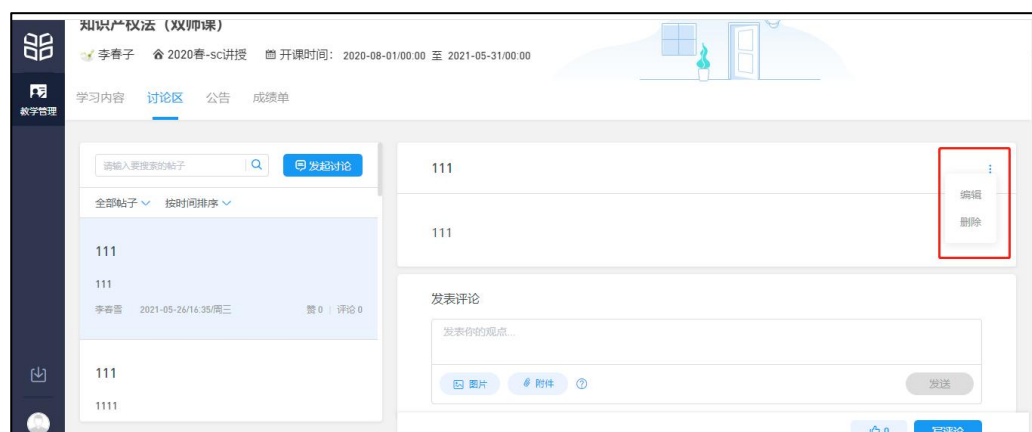 知识产权法（双师课）
李春子 2020春-sc讲授 开课时间： 2020-08-01/00:00 至 2021-05-31/00:00
教学管理
学习内容 讨论区 公告 成绩单
请输入要搜索的帖子 发起讨论
全部帖子 按时间排序
111
111
李春雪 2021-05-26/16:35/周三 赞 0 | 评论 0
111
1111
111
编辑
删除
111
发表评论
发表你的观点...
图片 附件 发送
0 写评论